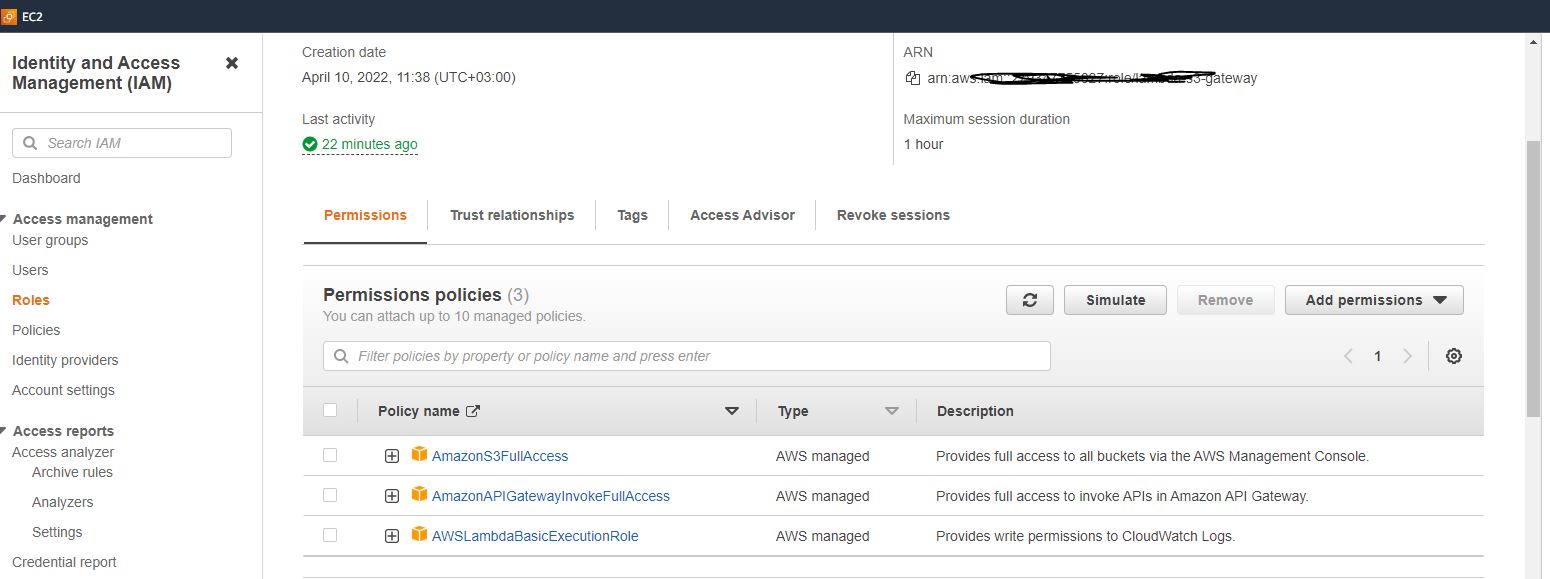 EC2
Identity and Access
Management (IAM)
Search IAM
Dashboard
Access management
User groups
Users
Roles
Policies
Identity providers
Account settings
Access reports
Access analyzer
Archive rules
Analyzers
Settings
Credential report
Creation date
April 10, 2022, 11:38 (UTC+03:00)
Last activity
22 minutes ago
ARN
arn:aws s3-gateway
Maximum session duration
1 hour
Permissions Trust relationships Tags Access Advisor Revoke sessions
Permissions policies (3)
You can attach up to 10 managed policies.
Simulate Remove Add permissions
Filter policies by property or policy name and press enter
1
Policy name Type Description
AmazonS3FullAccess AWS managed Provides full access to all buckets via the AWS Management Console.
AmazonAPIGatewayInvokeFullAccess AWS managed Provides full access to invoke APIs in Amazon API Gateway.
AWSLambdaBasicExecutionRole AWS managed Provides write permissions to CloudWatch Logs.